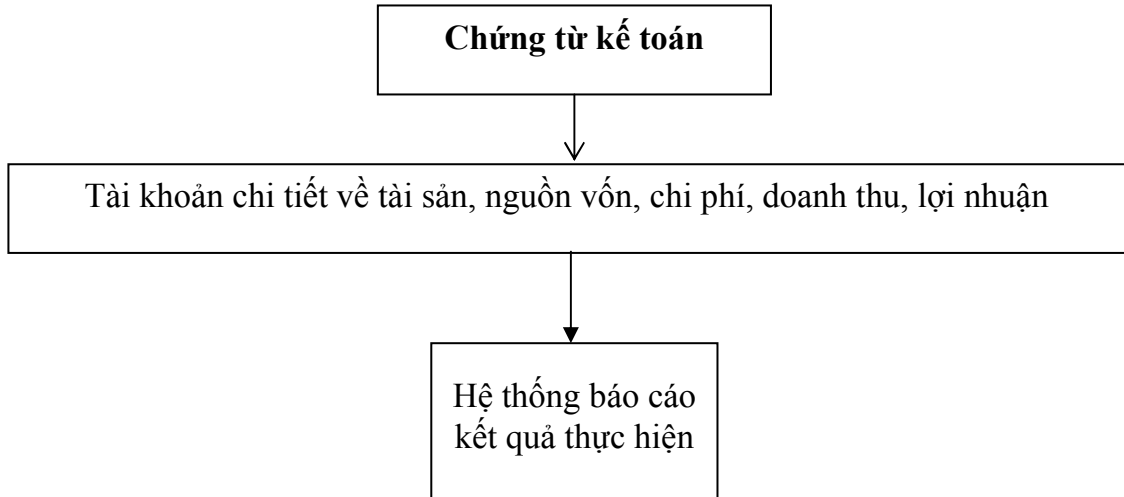 Chứng từ kế toán
Tài khoản chi tiết về tài sản, nguồn vốn, chi phí, doanh thu, lợi nhuận
Hệ thống báo cáo
kết quả thực hiện